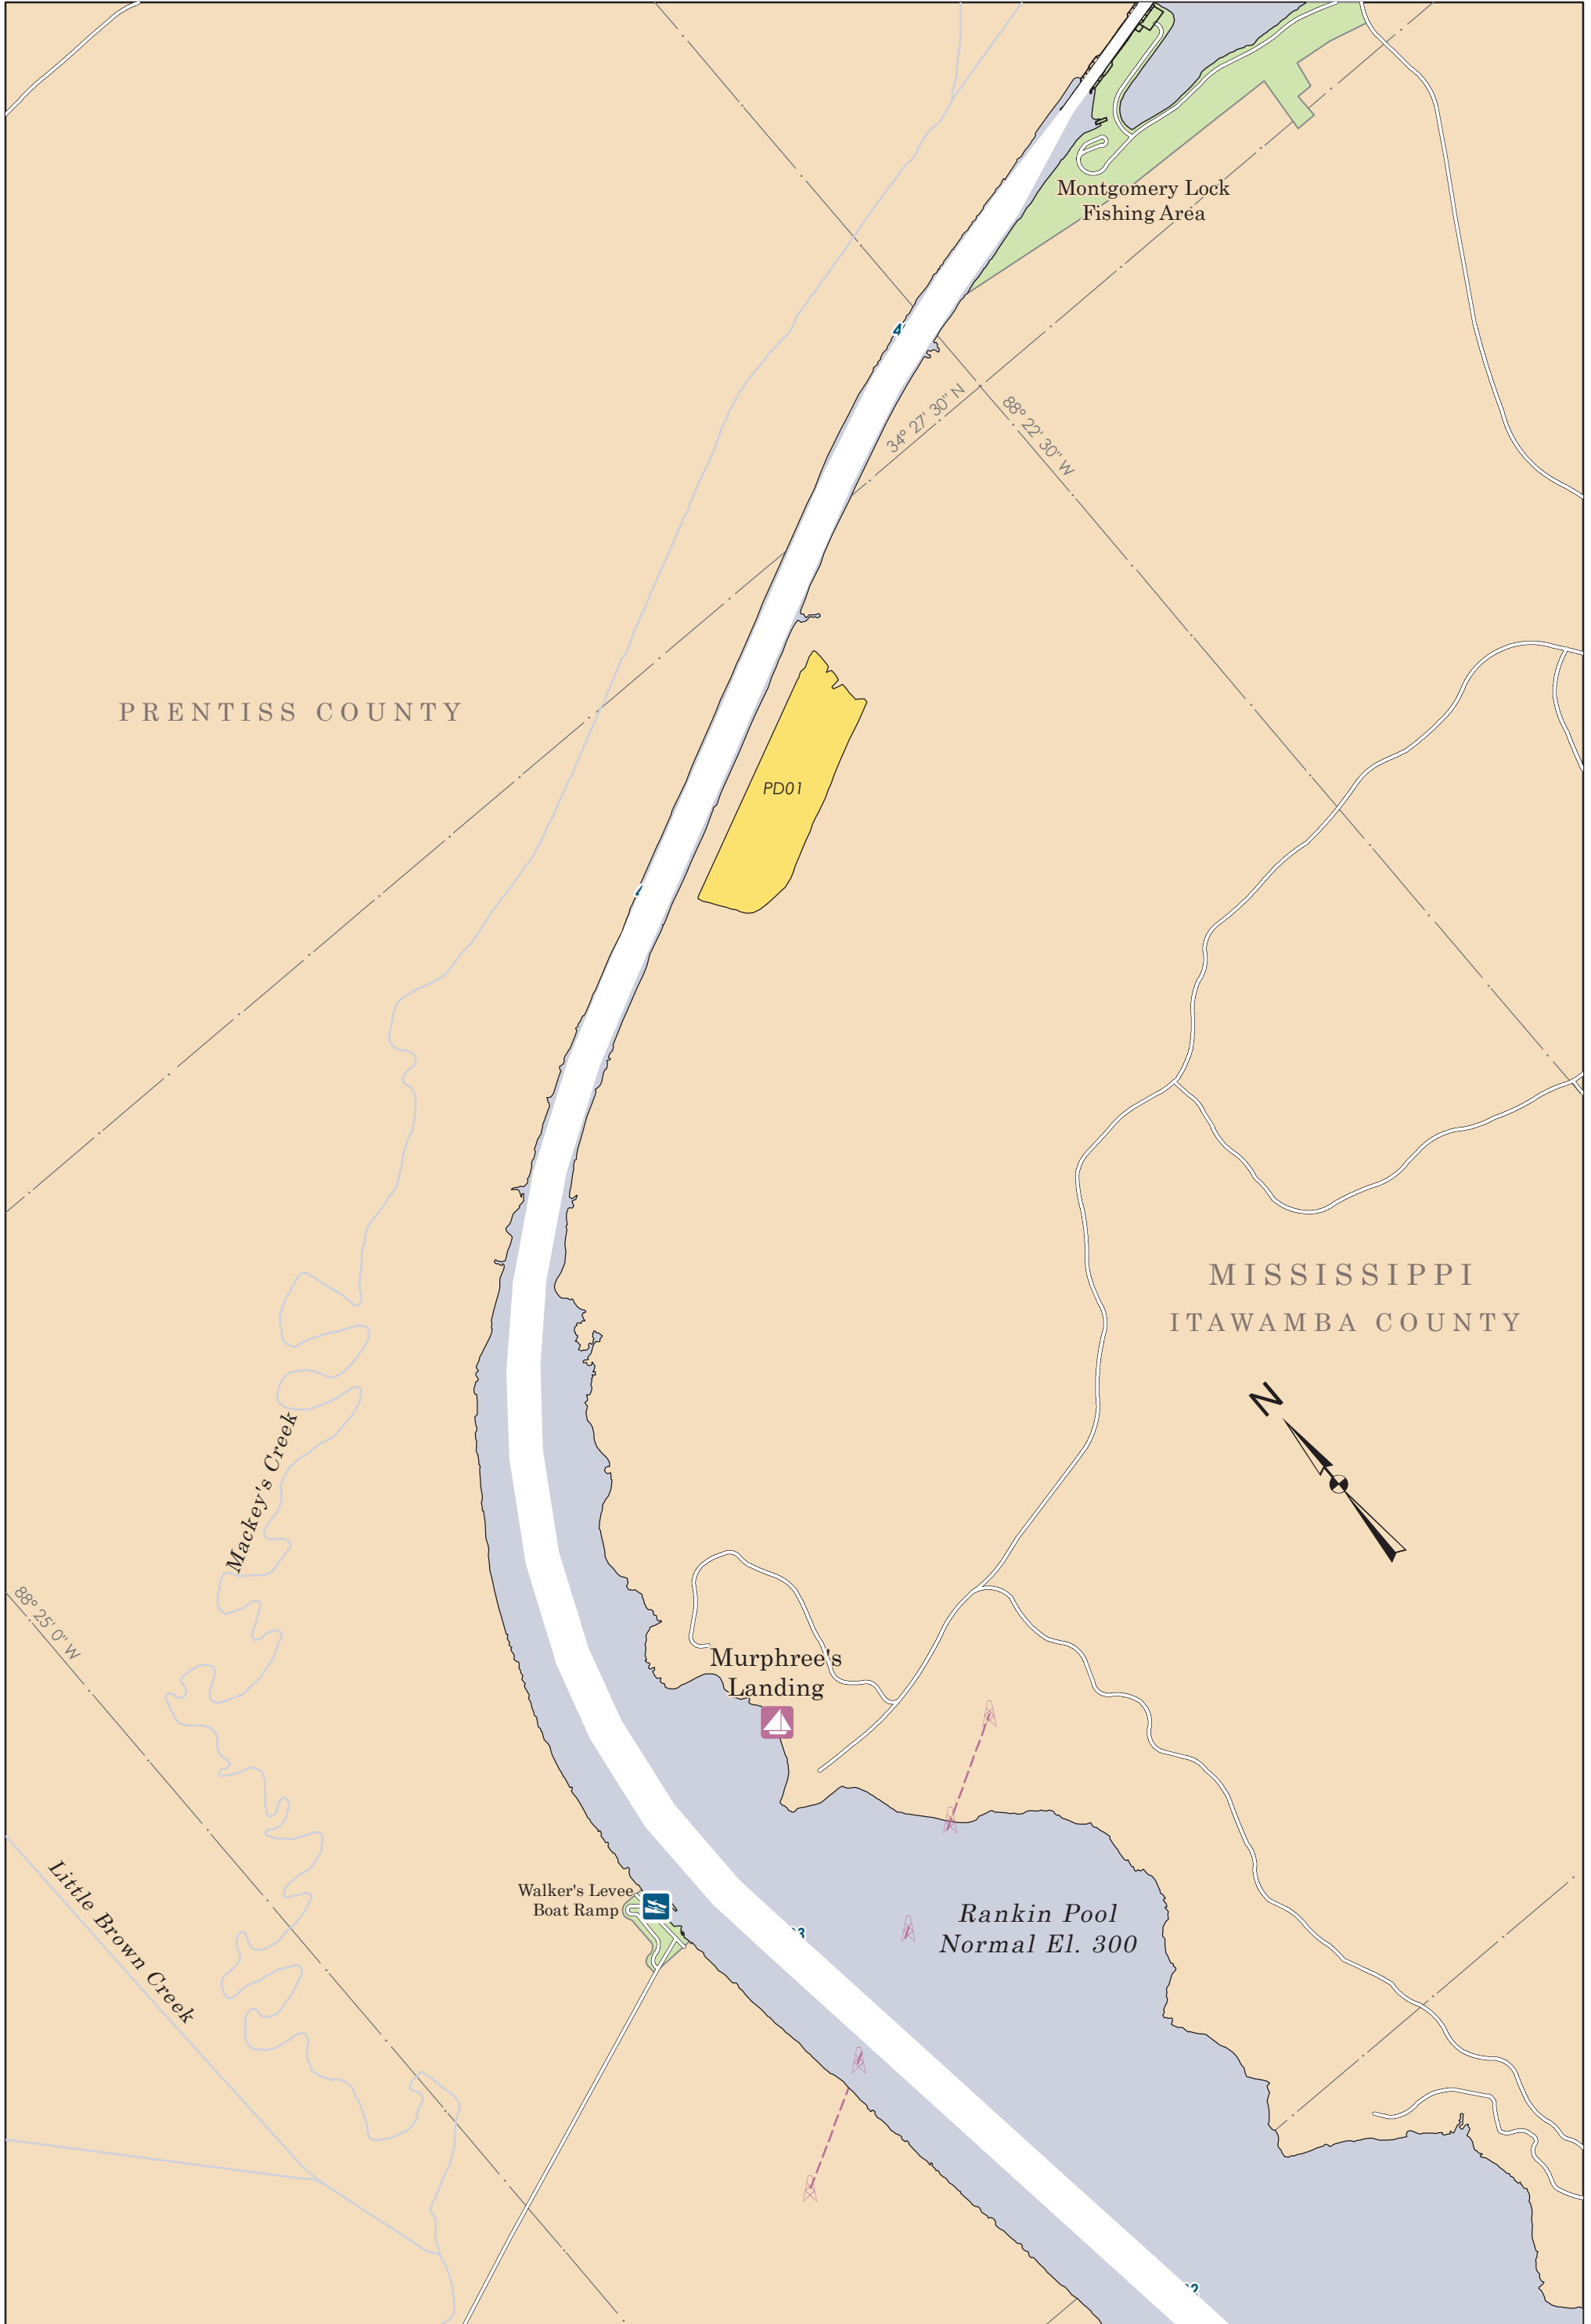 Montgomery Lock
Fishing Area
34° 27' 30" N
88° 22' 30" W
PRENTISS COUNTY
PD01
MISSISSIPPI
ITAWAMBA COUNTY
N
Mackey's Creek
88° 25' 0" W
Murphree's
Landing
Little Brown Creek
Walker's Levee
Boat Ramp
Rankin Pool
Normal El. 300